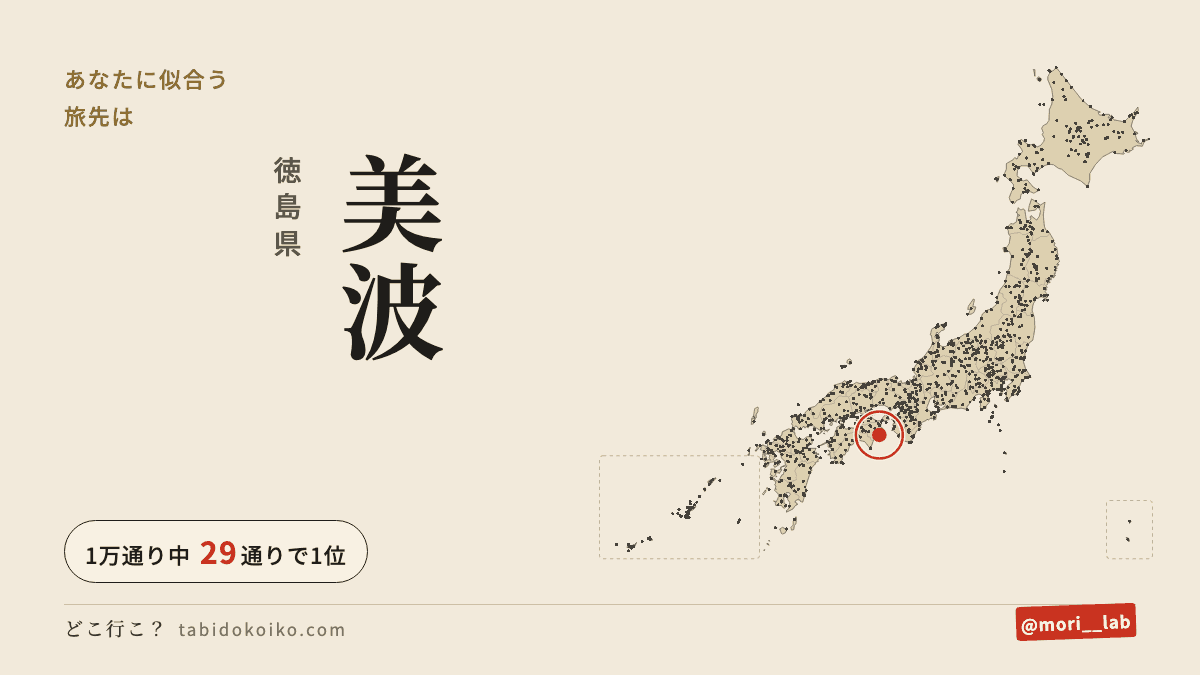 あなたに似合う
旅先は
美波
徳島県
1万通り中 29通りで1位
どこ行こ？ tabidokoiko.com
@mori__lab